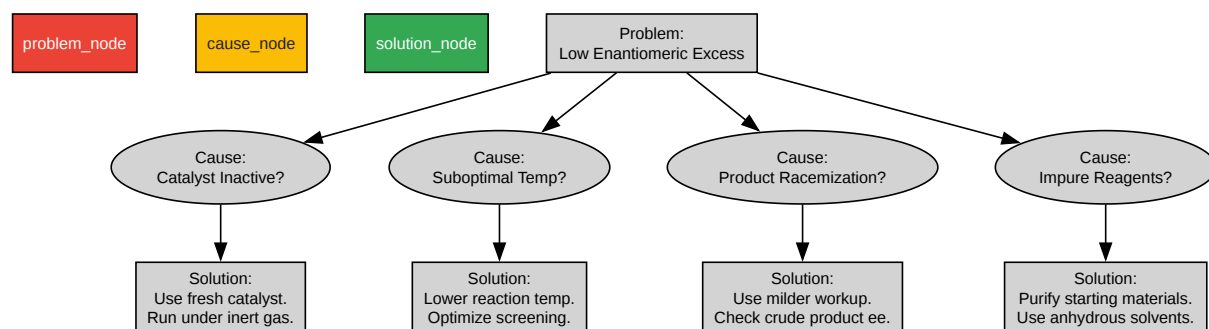 problem_node
cause_node
solution_node
Problem:
Low Enantiomeric Excess
Cause:
Catalyst Inactive?
Cause:
Suboptimal Temp?
Cause:
Product Racemization?
Cause:
Impure Reagents?
Solution:
Use fresh catalyst.
Run under inert gas.
Solution:
Lower reaction temp.
Optimize screening.
Solution:
Use milder workup.
Check crude product ee.
Solution:
Purify starting materials.
Use anhydrous solvents.